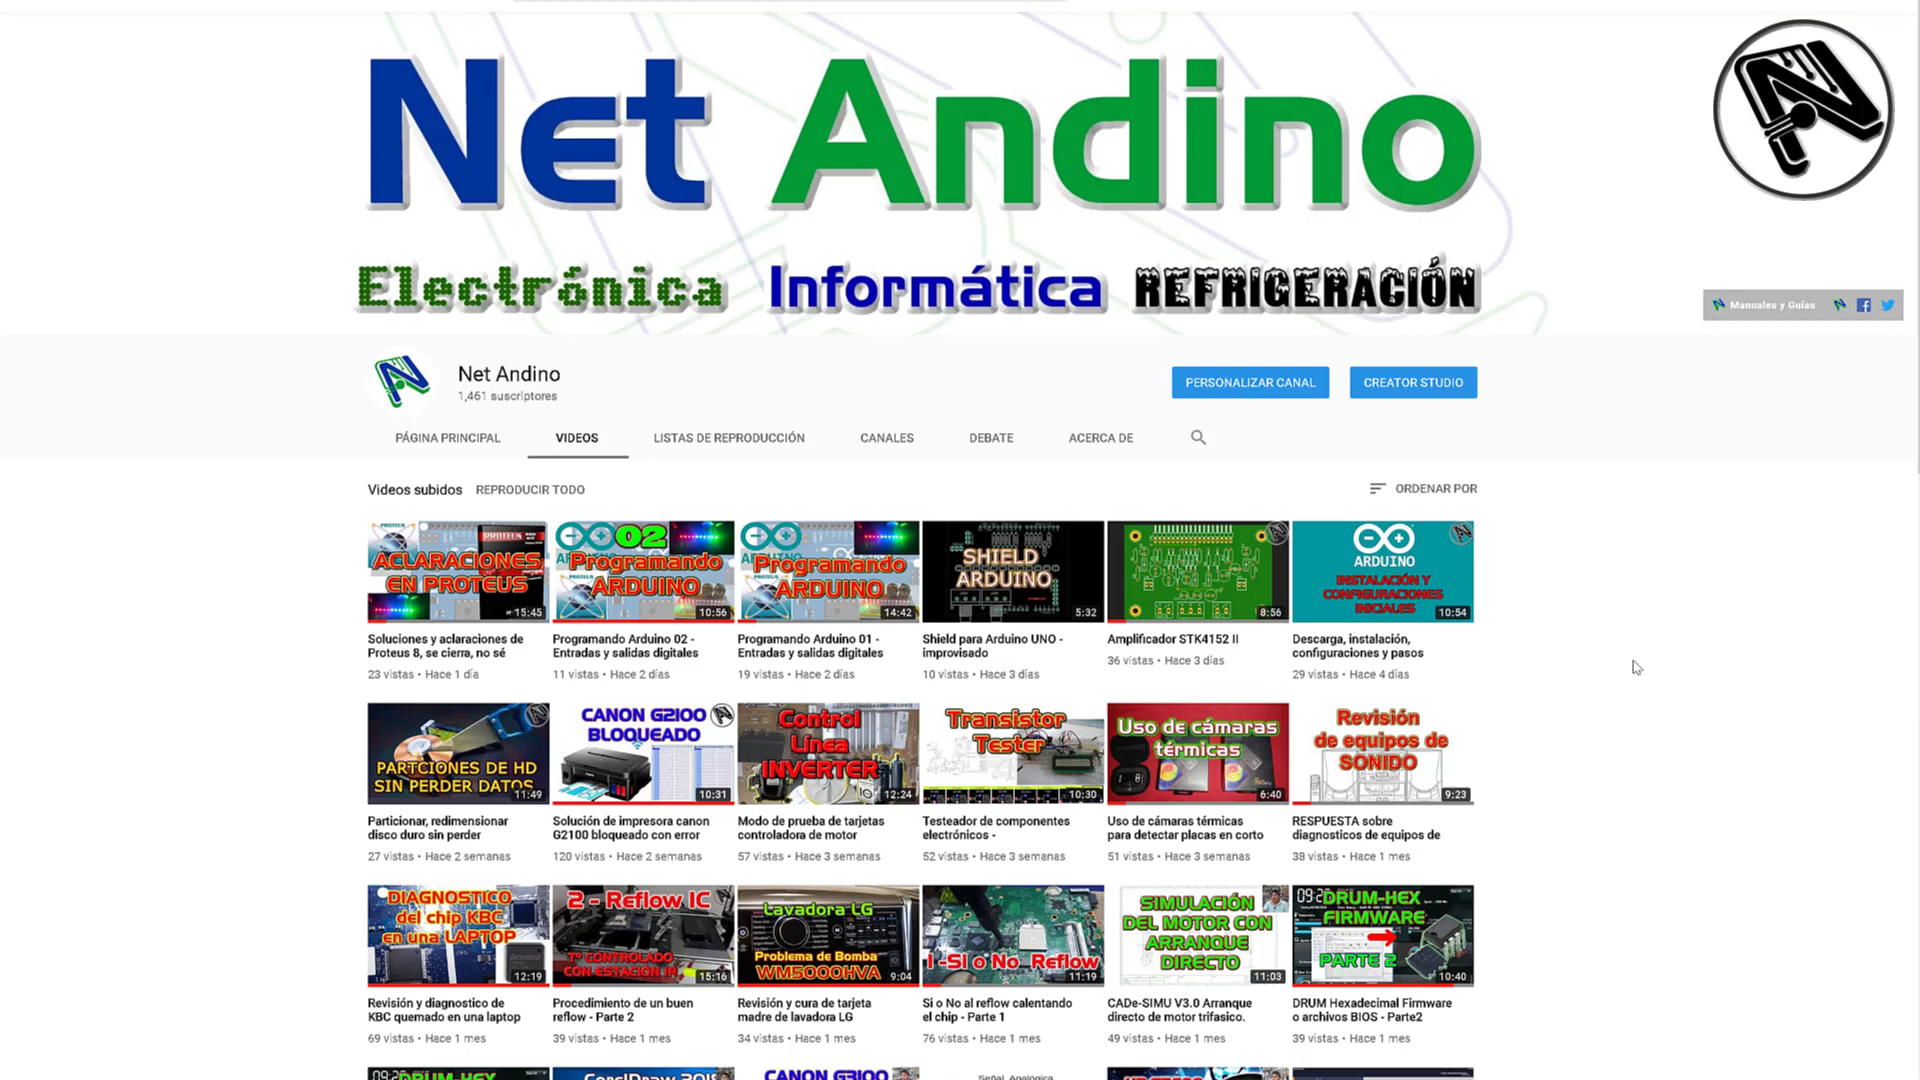 Net Andino
Electrónica Informática REFRIGERACIÓN
Manuales y Guías
Net Andino
1,461 suscriptores
PERSONALIZAR CANAL
CREATOR STUDIO
PÁGINA PRINCIPAL VIDEOS LISTAS DE REPRODUCCIÓN CANALES DEBATE ACERCA DE
Videos subidos REPRODUCIR TODO
ORDENAR POR
PROTEUS
PROTEUS
ACLARACIONES
EN PROTEUS
15:45
Soluciones y aclaraciones de
Proteus 8, se cierra, no sé
23 vistas • Hace 1 día
02
Programando
ARDUINO
10:56
Programando Arduino 02 -
Entradas y salidas digitales
11 vistas • Hace 2 días
Programando
ARDUINO
14:42
Programando Arduino 01 -
Entradas y salidas digitales
19 vistas • Hace 2 días
SHIELD
ARDUINO
5:32
Shield para Arduino UNO -
improvisado
10 vistas • Hace 3 días
8:56
Amplificador STK4152 II
36 vistas • Hace 3 días
ARDUINO
INSTALACIÓN Y
CONFIGURACIONES
INICIALES
10:54
Descarga, instalación,
configuraciones y pasos
29 vistas • Hace 4 días
PARTCIONES DE HD
SIN PERDER DATOS
11:49
Particionar, redimensionar
disco duro sin perder
27 vistas • Hace 2 semanas
CANON G2100
BLOQUEADO
10:31
Solución de impresora canon
G2100 bloqueado con error
120 vistas • Hace 2 semanas
Control
Línea
INVERTER
12:24
Modo de prueba de tarjetas
controladora de motor
57 vistas • Hace 3 semanas
Transistor
Tester
10:30
Testeador de componentes
electrónicos -
52 vistas • Hace 3 semanas
Uso de cámaras
térmicas
6:40
Uso de cámaras térmicas
para detectar placas en corto
51 vistas • Hace 3 semanas
Revisión
de equipos de
SONIDO
9:23
RESPUESTA sobre
diagnosticos de equipos de
38 vistas • Hace 1 mes
DIAGNOSTICO
del chip KBC
en una LAPTOP
12:19
Revisión y diagnostico de
KBC quemado en una laptop
69 vistas • Hace 1 mes
2 - Reflow IC
T° CONTROLADO
CON ESTACIÓN IR
15:16
Procedimiento de un buen
reflow - Parte 2
39 vistas • Hace 1 mes
Lavadora LG
Problema de Bomba
WM5000HVA
9:04
Revisión y cura de tarjeta
madre de lavadora LG
34 vistas • Hace 1 mes
1 -Si o No Reflow
11:19
Si o No al reflow calentando
el chip - Parte 1
76 vistas • Hace 1 mes
SIMULACIÓN
DEL MOTOR CON
ARRANQUE
DIRECTO
11:03
CADe-SIMU V3.0 Arranque
directo de motor trifasico.
49 vistas • Hace 1 mes
DRUM-HEX
FIRMWARE
PARTE 2
10:40
DRUM Hexadecimal Firmware
o archivos BIOS - Parte2
39 vistas • Hace 1 mes
DRUM-HEX
CorelDraw 2018
CANON G3100
Señal Analógica